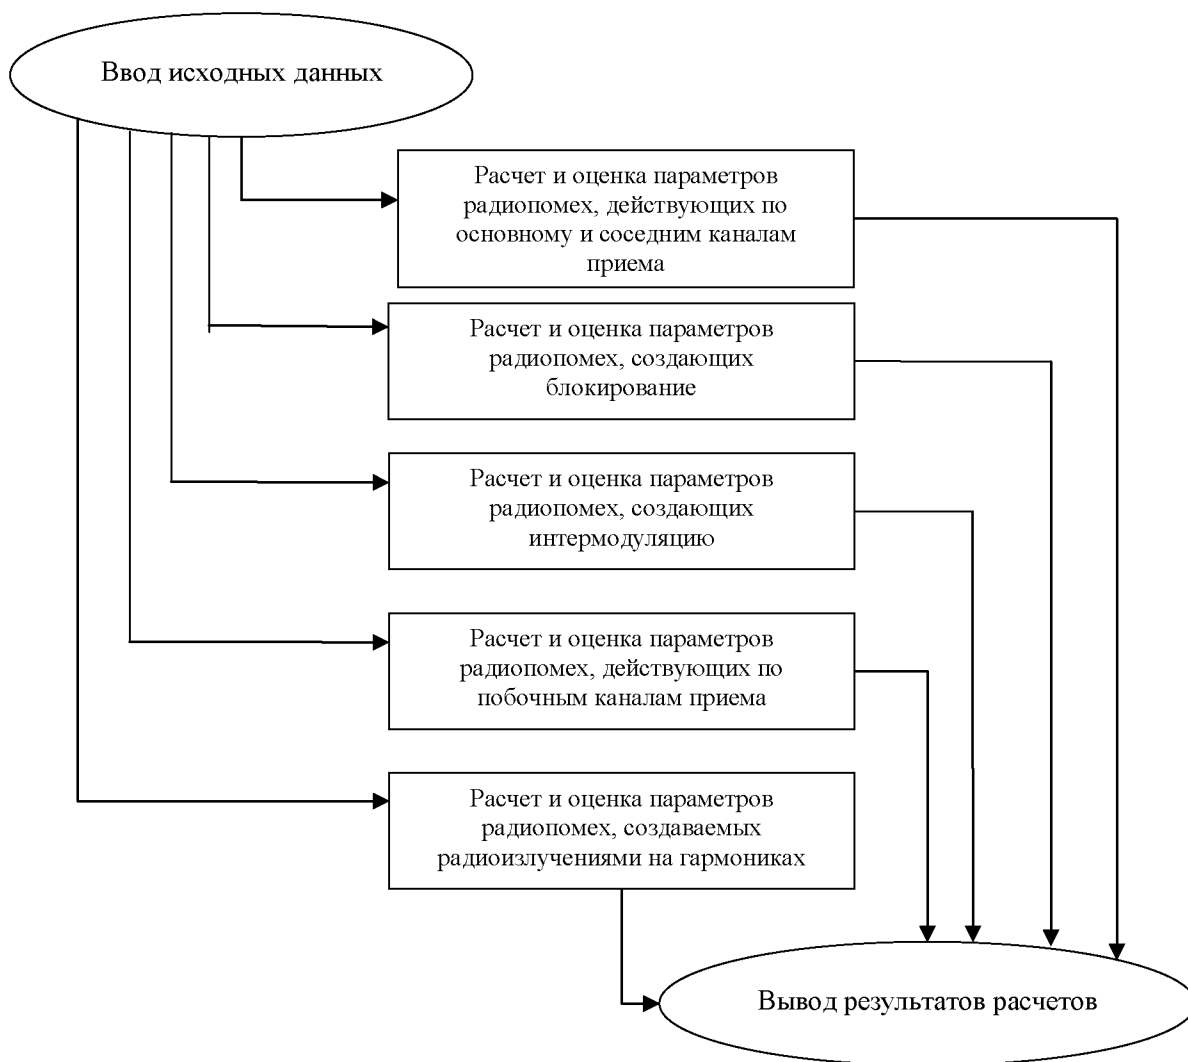 Ввод исходных данных
Расчет и оценка параметров
радиопомех, действующих по
основному и соседним каналам
приема
Расчет и оценка параметров
радиопомех, создающих
блокирование
Расчет и оценка параметров
радиопомех, создающих
интермодуляцию
Расчет и оценка параметров
радиопомех, действующих по
побочным каналам приема
Расчет и оценка параметров
радиопомех, создаваемых
радиоизлучениями на гармониках
Вывод результатов расчетов